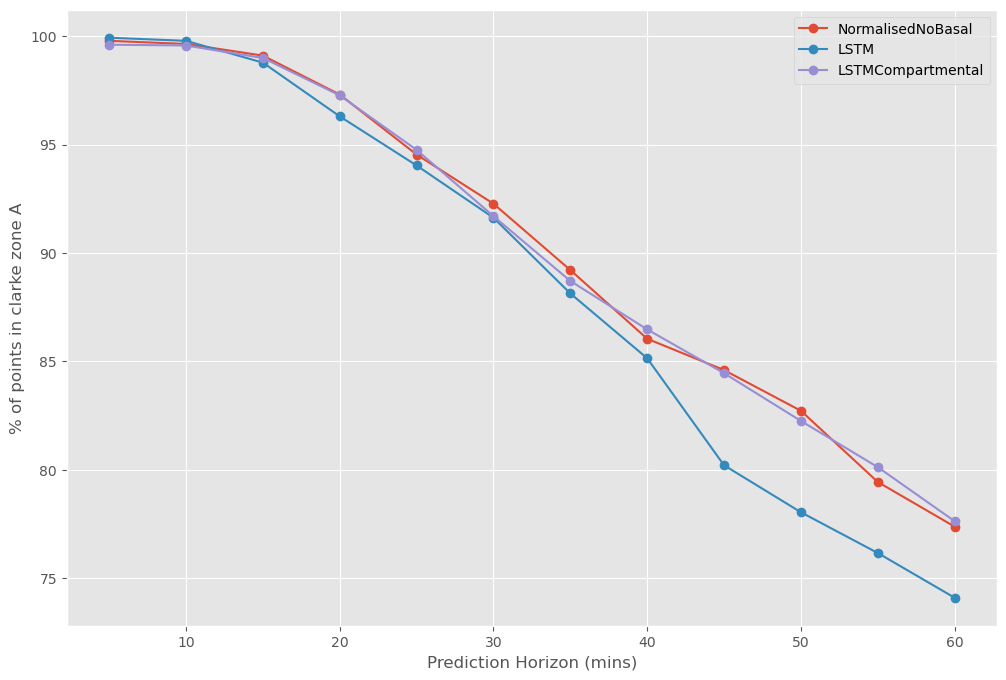 NormalisedNoBasal
LSTM
LSTMCompartmental
100
95
90
85
80
75
% of points in clarke zone A
10 20 30 40 50 60
Prediction Horizon (mins)